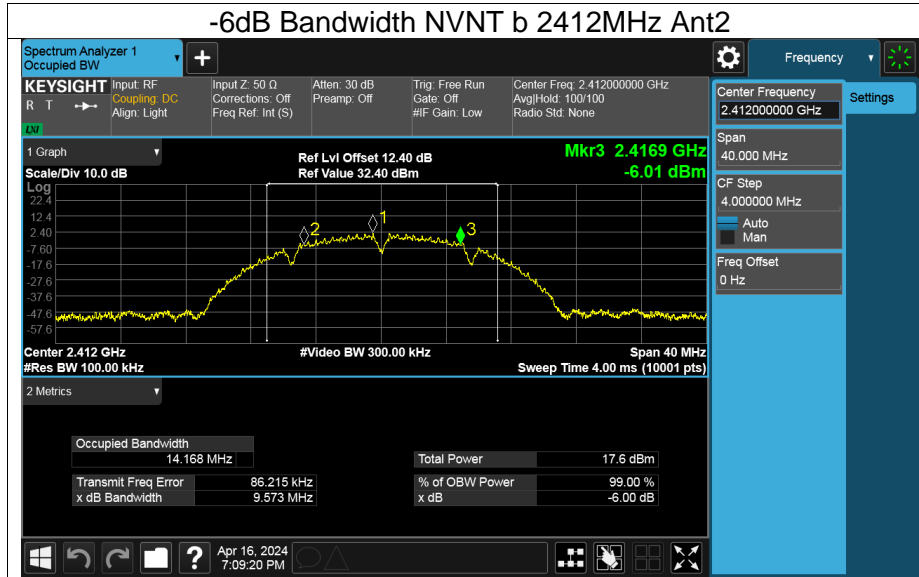 -6dB Bandwidth NVNT b 2412MHz Ant2
Spectrum Analyzer 1
Occupied BW
+
Frequency
KEYSIGHT
R T
LXI
Input: RF
Coupling: DC
Align: Light
Input Z: 50 Ω
Corrections: Off
Freq Ref: Int (S)
Atten: 30 dB
Preamp: Off
Trig: Free Run
Gate: Off
#IF Gain: Low
Center Freq: 2.412000000 GHz
Avg|Hold: 100/100
Radio Std: None
Center Frequency
2.412000000 GHz
Settings
Span
40.000 MHz
CF Step
4.000000 MHz
Auto
Man
Freq Offset
0 Hz
1 Graph
Scale/Div 10.0 dB
Ref Lvl Offset 12.40 dB
Ref Value 32.40 dBm
Mkr3 2.4169 GHz
-6.01 dBm
Log
22.4
12.4
2.40
-7.60
-17.6
-27.6
-37.6
-47.6
-57.6
2
1
3
Center 2.412 GHz
#Video BW 300.00 kHz
Span 40 MHz
#Res BW 100.00 kHz
Sweep Time 4.00 ms (10001 pts)
2 Metrics
Occupied Bandwidth
14.168 MHz
Total Power 17.6 dBm
Transmit Freq Error 86.215 kHz
% of OBW Power 99.00 %
x dB Bandwidth 9.573 MHz
x dB -6.00 dB
?
Apr 16, 2024
7:09:20 PM